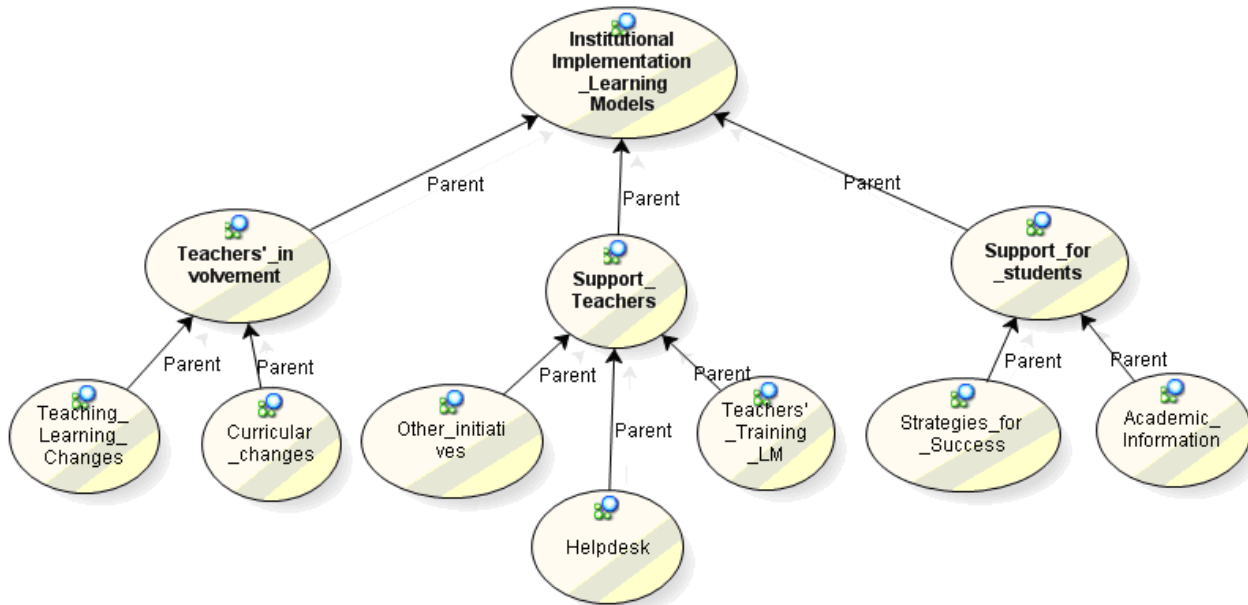 Institutional
Implementation
_Learning
Models
Parent
Parent
Parent
Teachers'_in
volvement
Support_
Teachers
Support_for
_students
Parent
Parent
Parent
Parent
Parent
Parent
Parent
Teaching_
Learning_
Changes
Curricular
_changes
Other_initiati
ves
Teachers'
_Training
_LM
Strategies_for
_Success
Academic_
Information
Helpdesk